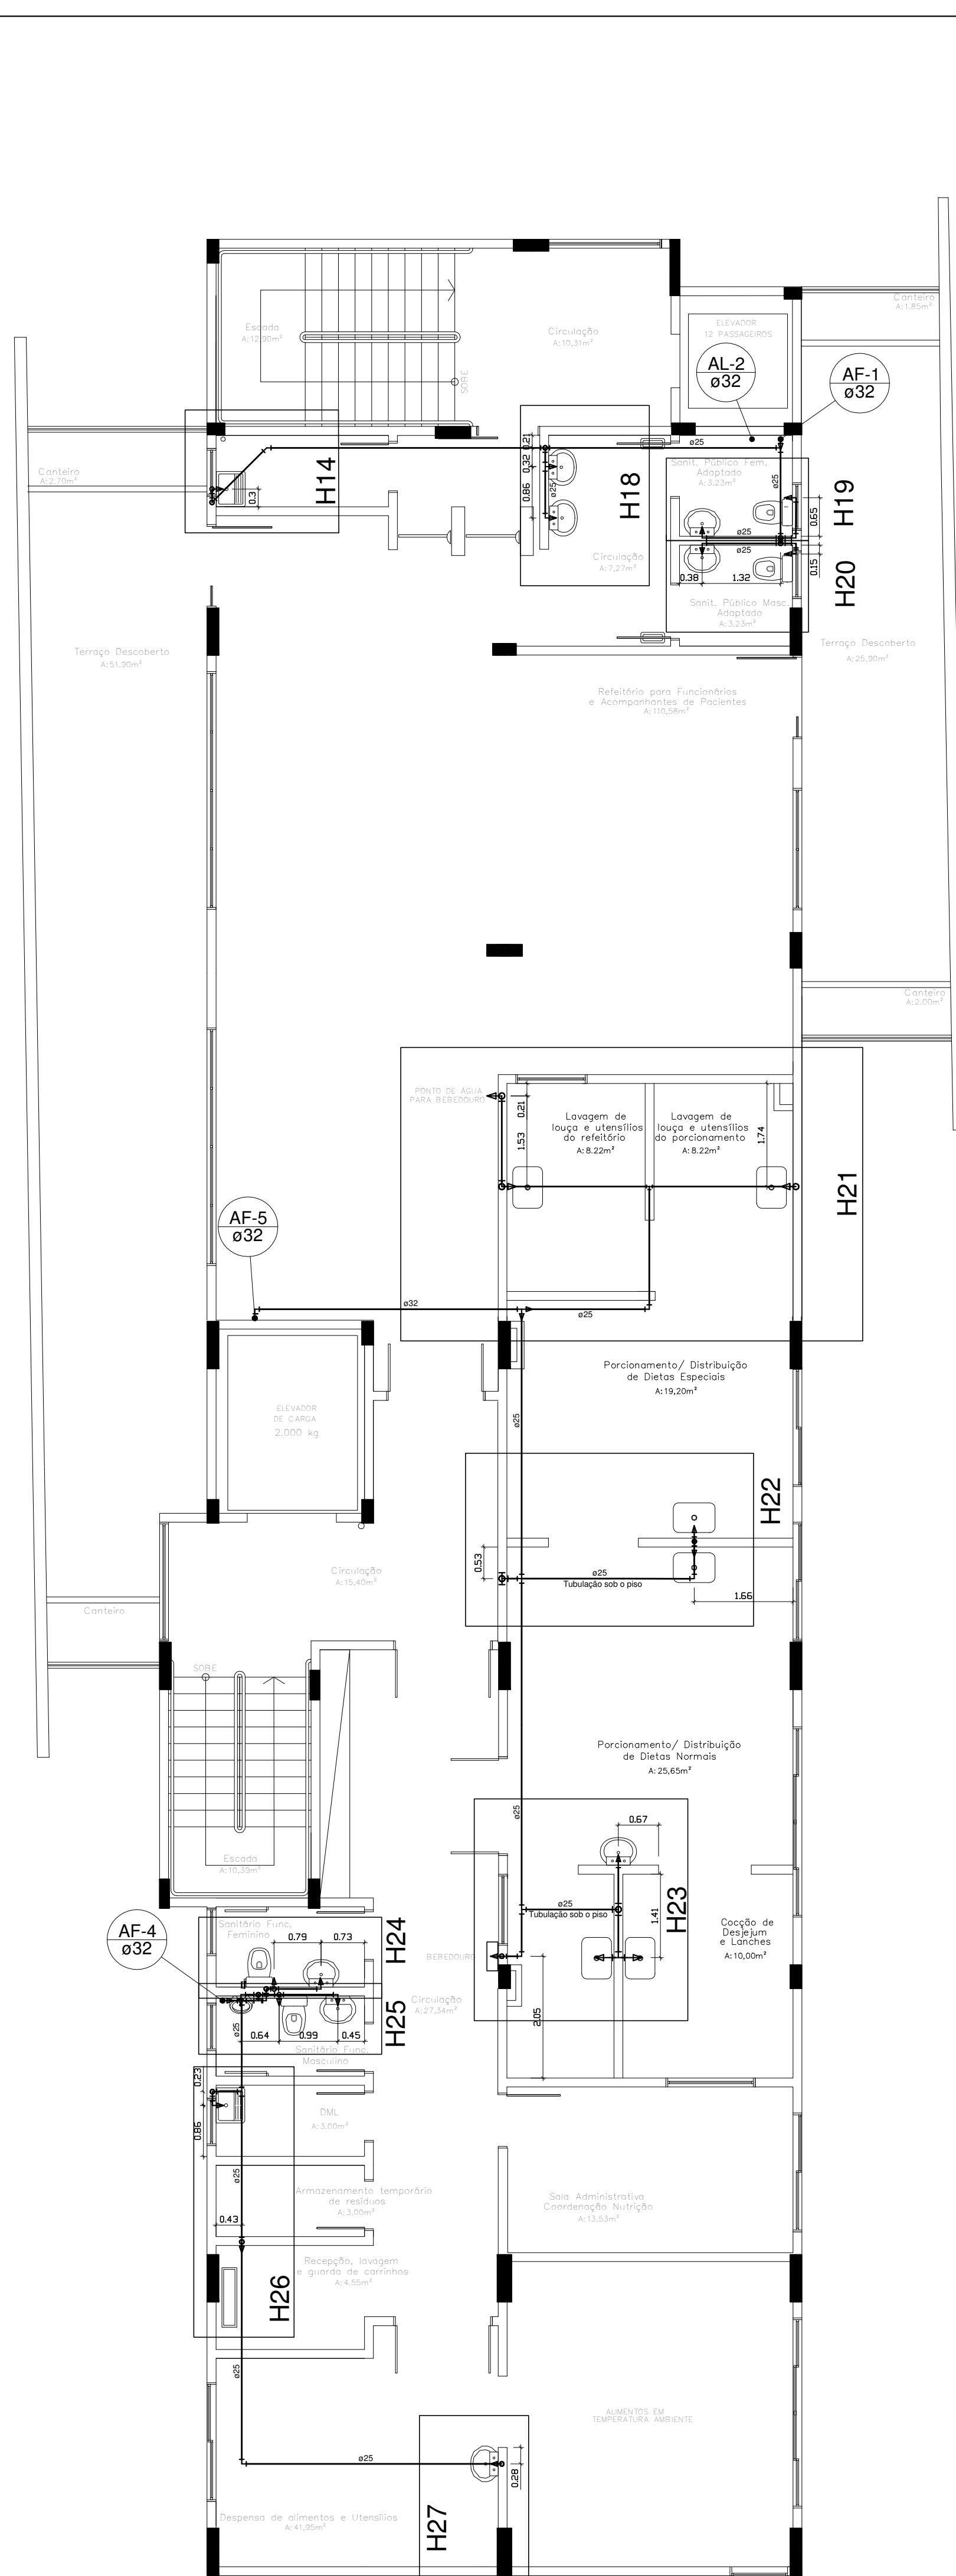 Canteiro
A: 1.85m²
ELEVADOR
12 PASSAGEIROS
Escada
A: 12,90m²
Circulação
A: 10,31m²
SOBE
AL-2
ø32
AF-1
ø32
ø25
0.21
0.32
0.86
ø25
H14
0.3
H18
Canteiro
A: 2.70m²
Sanit. Público Fem.
Adaptado
A: 3,23m²
ø25
ø25
ø25
0.65
0.15
H19
H20
0.38
1.32
Circulação
A: 7,27m²
Sanit. Público Masc.
Adaptado
A: 3,23m²
Terraço Descoberto
A: 51.90m²
Terraço Descoberto
A: 25.90m²
Refeitório para Funcionários
e Acompanhantes de Pacientes
A: 110,58m²
Canteiro
A: 2.00m²
PONTO DE ÁGUA
PARA BEBEDOURO
0.21
1.53
Lavagem de
louça e utensílios
do refeitório
A: 8.22m²
Lavagem de
louça e utensílios
do porcionamento
A: 8.22m²
1.74
H21
AF-5
ø32
ø32
ø25
Porcionamento/ Distribuição
de Dietas Especiais
A: 19,20m²
ELEVADOR
DE CARGA
2.000 kg
ø25
H22
0.53
ø25
Tubulação sob o piso
1.66
Circulação
A: 15,40m²
Canteiro
SOBE
Porcionamento/ Distribuição
de Dietas Normais
A: 25,65m²
ø25
0.67
Escada
A: 10,39m²
ø25
Tubulação sob o piso
1.41
H23
Cocção de
Desjejum
e Lanches
A: 10,00m²
AF-4
ø32
Sanitário Func.
Feminino
0.79
0.73
H24
BEBEDOURO
Circulação
A: 27,34m²
2.05
H25
ø25
0.64
0.99
0.45
Sanitário Func.
Masculino
0.23
0.86
DML
A: 3.00m²
ø25
Armazenamento temporário
de resíduos
A: 3.00m²
Sala Administrativa
Coordenação Nutrição
A: 13,53m²
0.43
Recepção, lavagem
e guarda de carrinhos
A: 4.55m²
H26
ø25
ALIMENTOS EM
TEMPERATURA AMBIENTE
ø25
0.28
H27
Despensa de alimentos e Utensílios
A: 41,95m²